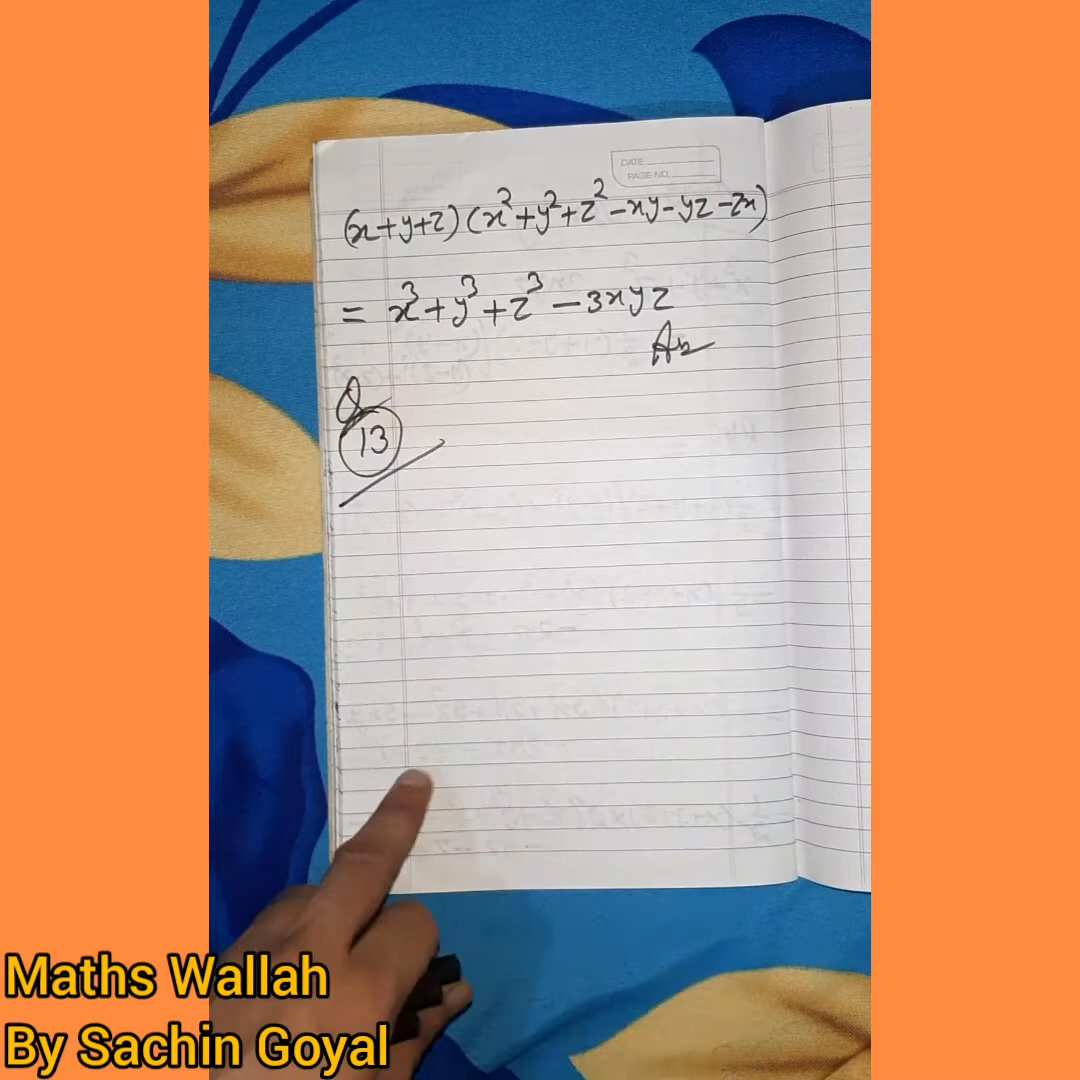 DATE
PAGE NO.
(x+y+z) (x²+y²+z²-xy-yz-zx)
= x³+y³+z³-3xyz
Ans
Q
13
Maths Wallah
By Sachin Goyal